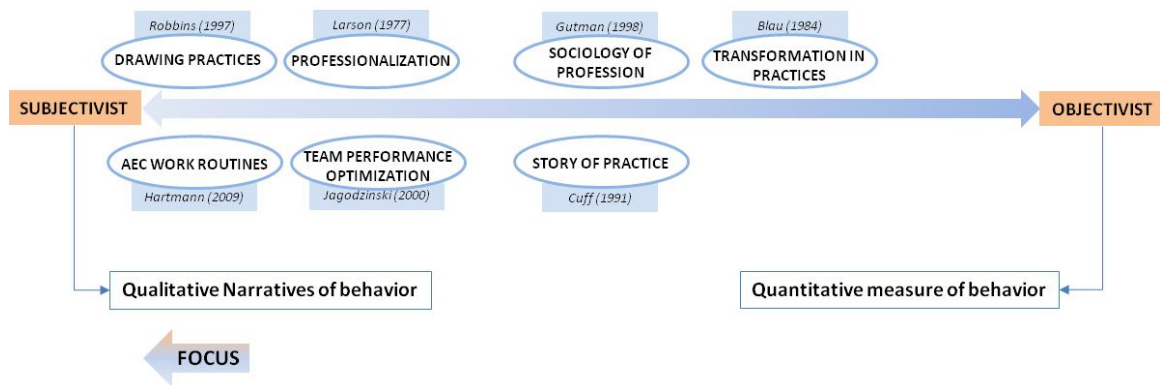 Robbins (1997)
Larson (1977)
Gutman (1998)
Blau (1984)
DRAWING PRACTICES
PROFESSIONALIZATION
SOCIOLOGY OF
PROFESSION
TRANSFORMATION IN
PRACTICES
SUBJECTIVIST
OBJECTIVIST
AEC WORK ROUTINES
TEAM PERFORMANCE
OPTIMIZATION
STORY OF PRACTICE
Hartmann (2009)
Jagodzinski (2000)
Cuff (1991)
Qualitative Narratives of behavior
Quantitative measure of behavior
FOCUS